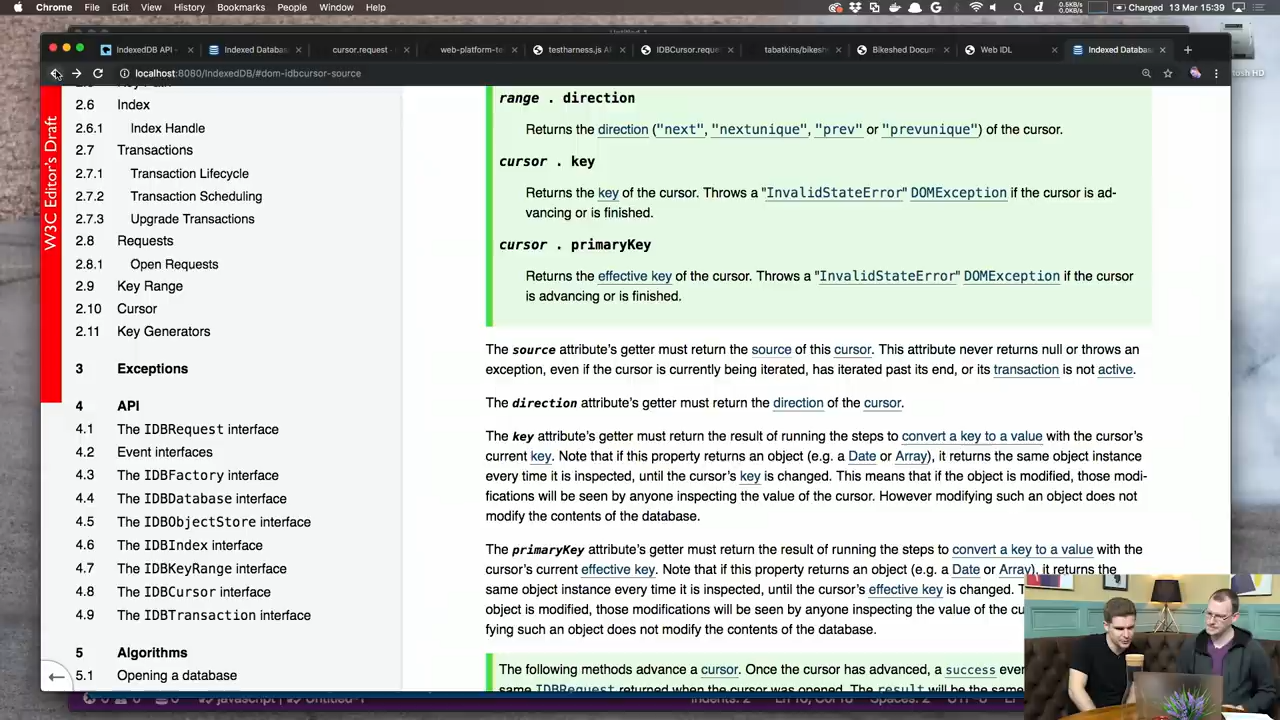 Chrome File Edit View History Bookmarks People Window Help
0.5KB/s
0.0KB/s
Charged 13 Mar 15:39
IndexedDB API -
Indexed Databas
cursor.request -
web-platform-te
testharness.js A
IDBCursor.reque
tabatkins/bikesh
Bikeshed Docum
Web IDL
Indexed Databas
localhost:8080/IndexedDB/#dom-idbcursor-source
W3C Editor's Draft
2.6 Index
2.6.1 Index Handle
2.7 Transactions
2.7.1 Transaction Lifecycle
2.7.2 Transaction Scheduling
2.7.3 Upgrade Transactions
2.8 Requests
2.8.1 Open Requests
2.9 Key Range
2.10 Cursor
2.11 Key Generators
3 Exceptions
4 API
4.1 The IDBRequest interface
4.2 Event interfaces
4.3 The IDBFactory interface
4.4 The IDBDatabase interface
4.5 The IDBObjectStore interface
4.6 The IDBIndex interface
4.7 The IDBKeyRange interface
4.8 The IDBCursor interface
4.9 The IDBTransaction interface
5 Algorithms
5.1 Opening a database
range . direction
Returns the direction ("next", "nextunique", "prev" or "prevunique") of the cursor.
cursor . key
Returns the key of the cursor. Throws a "InvalidStateError" DOMException if the cursor is ad-
vancing or is finished.
cursor . primaryKey
Returns the effective key of the cursor. Throws a "InvalidStateError" DOMException if the cursor
is advancing or is finished.
The source attribute's getter must return the source of this cursor. This attribute never returns null or throws an
exception, even if the cursor is currently being iterated, has iterated past its end, or its transaction is not active.
The direction attribute's getter must return the direction of the cursor.
The key attribute's getter must return the result of running the steps to convert a key to a value with the cursor's
current key. Note that if this property returns an object (e.g. a Date or Array), it returns the same object instance
every time it is inspected, until the cursor's key is changed. This means that if the object is modified, those modi-
fications will be seen by anyone inspecting the value of the cursor. However modifying such an object does not
modify the contents of the database.
The primaryKey attribute's getter must return the result of running the steps to convert a key to a value with the
cursor's current effective key. Note that if this property returns an object (e.g. a Date or Array), it returns the
same object instance every time it is inspected, until the cursor's effective key is changed.
object is modified, those modifications will be seen by anyone inspecting the value of the cu
fying such an object does not modify the contents of the database.
The following methods advance a cursor. Once the cursor has advanced, a success eve
same IDBRequest returned when the cursor was opened. The result will be the same